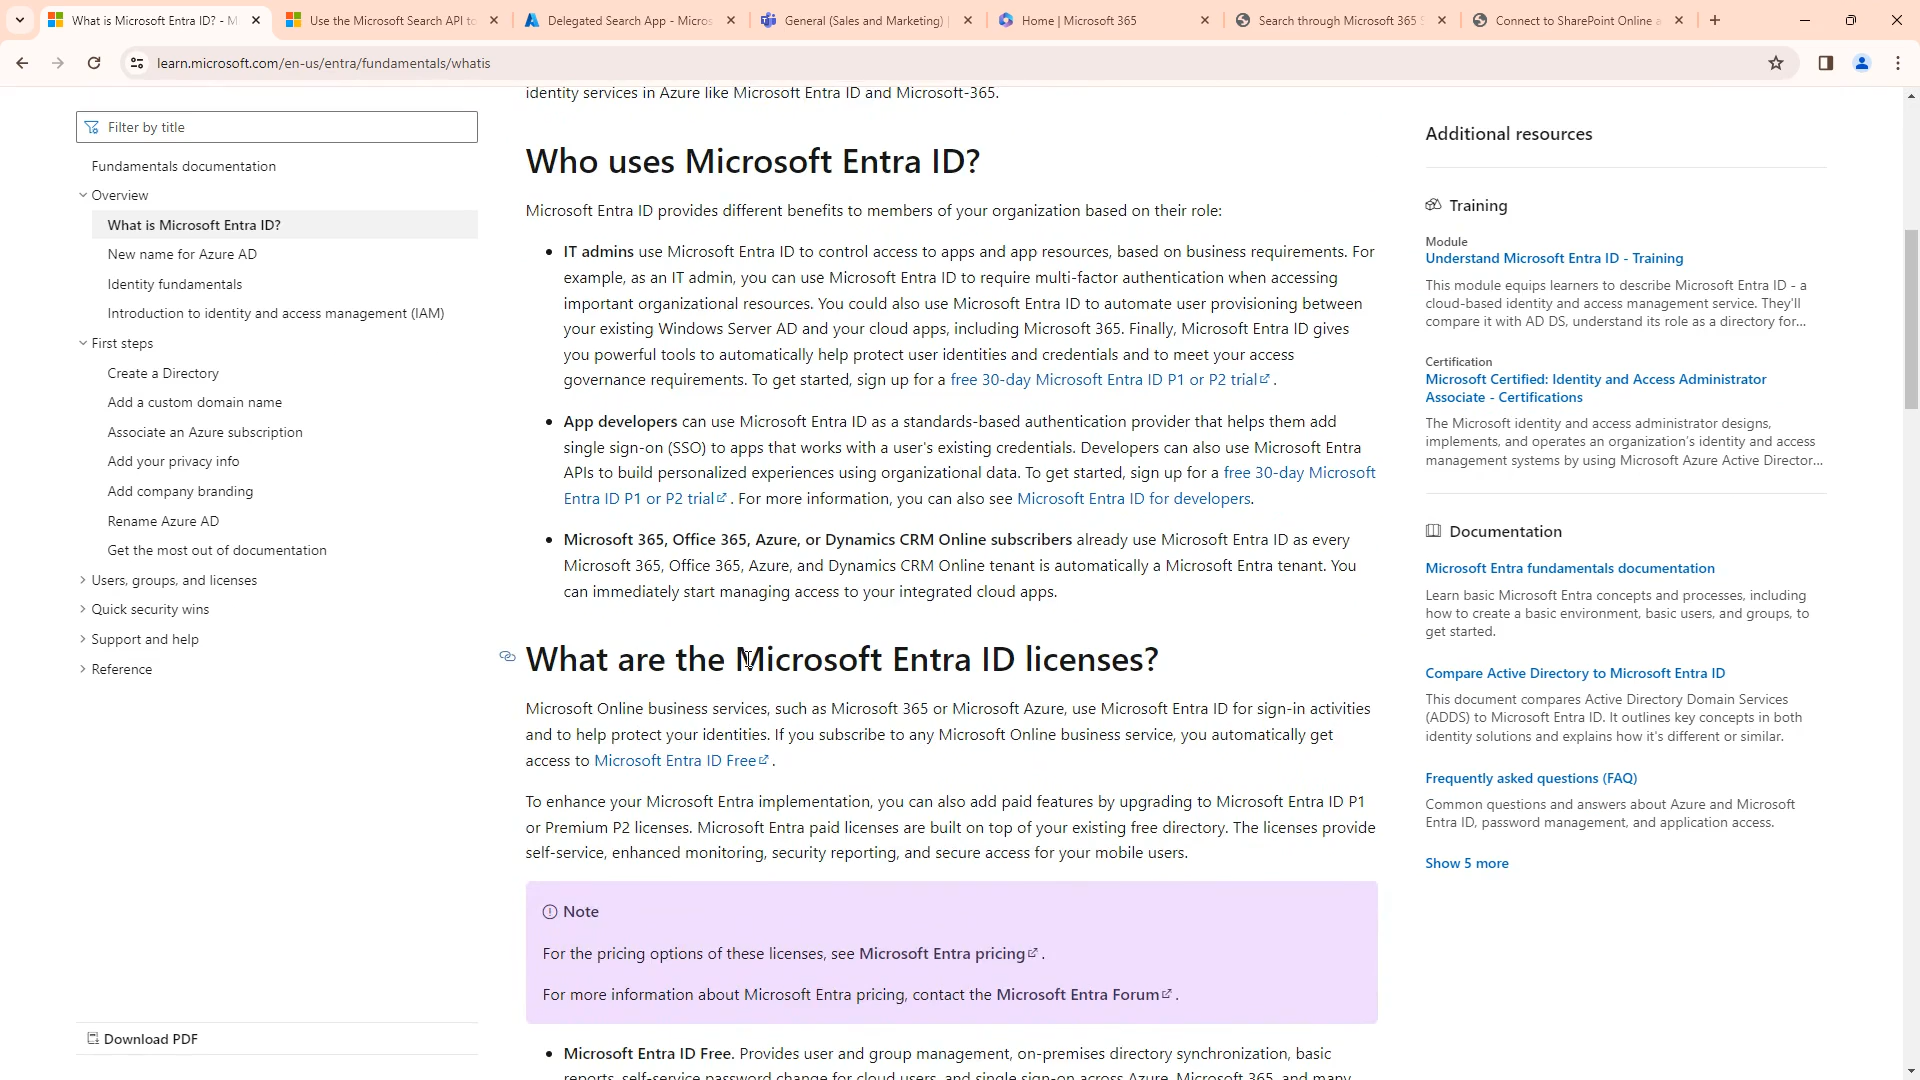 What is Microsoft Entra ID? - M
Use the Microsoft Search API to
Delegated Search App - Micros
General (Sales and Marketing) |
Home | Microsoft 365
Search through Microsoft 365 S
Connect to SharePoint Online a
learn.microsoft.com/en-us/entra/fundamentals/whatis
Filter by title
Fundamentals documentation
Overview
What is Microsoft Entra ID?
New name for Azure AD
Identity fundamentals
Introduction to identity and access management (IAM)
First steps
Create a Directory
Add a custom domain name
Associate an Azure subscription
Add your privacy info
Add company branding
Rename Azure AD
Get the most out of documentation
Users, groups, and licenses
Quick security wins
Support and help
Reference
Download PDF
identity services in Azure like Microsoft Entra ID and Microsoft-365.
Who uses Microsoft Entra ID?
Microsoft Entra ID provides different benefits to members of your organization based on their role:
• IT admins use Microsoft Entra ID to control access to apps and app resources, based on business requirements. For
example, as an IT admin, you can use Microsoft Entra ID to require multi-factor authentication when accessing
important organizational resources. You could also use Microsoft Entra ID to automate user provisioning between
your existing Windows Server AD and your cloud apps, including Microsoft 365. Finally, Microsoft Entra ID gives
you powerful tools to automatically help protect user identities and credentials and to meet your access
governance requirements. To get started, sign up for a free 30-day Microsoft Entra ID P1 or P2 trial.
• App developers can use Microsoft Entra ID as a standards-based authentication provider that helps them add
single sign-on (SSO) to apps that works with a user's existing credentials. Developers can also use Microsoft Entra
APIs to build personalized experiences using organizational data. To get started, sign up for a free 30-day Microsoft
Entra ID P1 or P2 trial. For more information, you can also see Microsoft Entra ID for developers.
• Microsoft 365, Office 365, Azure, or Dynamics CRM Online subscribers already use Microsoft Entra ID as every
Microsoft 365, Office 365, Azure, and Dynamics CRM Online tenant is automatically a Microsoft Entra tenant. You
can immediately start managing access to your integrated cloud apps.
What are the Microsoft Entra ID licenses?
Microsoft Online business services, such as Microsoft 365 or Microsoft Azure, use Microsoft Entra ID for sign-in activities
and to help protect your identities. If you subscribe to any Microsoft Online business service, you automatically get
access to Microsoft Entra ID Free.
To enhance your Microsoft Entra implementation, you can also add paid features by upgrading to Microsoft Entra ID P1
or Premium P2 licenses. Microsoft Entra paid licenses are built on top of your existing free directory. The licenses provide
self-service, enhanced monitoring, security reporting, and secure access for your mobile users.
Note
For the pricing options of these licenses, see Microsoft Entra pricing.
For more information about Microsoft Entra pricing, contact the Microsoft Entra Forum.
• Microsoft Entra ID Free. Provides user and group management, on-premises directory synchronization, basic
reports, self-service password change for cloud users, and single sign-on across Azure, Microsoft 365, and many
Additional resources
Training
Module
Understand Microsoft Entra ID - Training
This module equips learners to describe Microsoft Entra ID - a
cloud-based identity and access management service. They'll
compare it with AD DS, understand its role as a directory for...
Certification
Microsoft Certified: Identity and Access Administrator
Associate - Certifications
The Microsoft identity and access administrator designs,
implements, and operates an organization's identity and access
management systems by using Microsoft Azure Active Director...
Documentation
Microsoft Entra fundamentals documentation
Learn basic Microsoft Entra concepts and processes, including
how to create a basic environment, basic users, and groups, to
get started.
Compare Active Directory to Microsoft Entra ID
This document compares Active Directory Domain Services
(ADDS) to Microsoft Entra ID. It outlines key concepts in both
identity solutions and explains how it's different or similar.
Frequently asked questions (FAQ)
Common questions and answers about Azure and Microsoft
Entra ID, password management, and application access.
Show 5 more